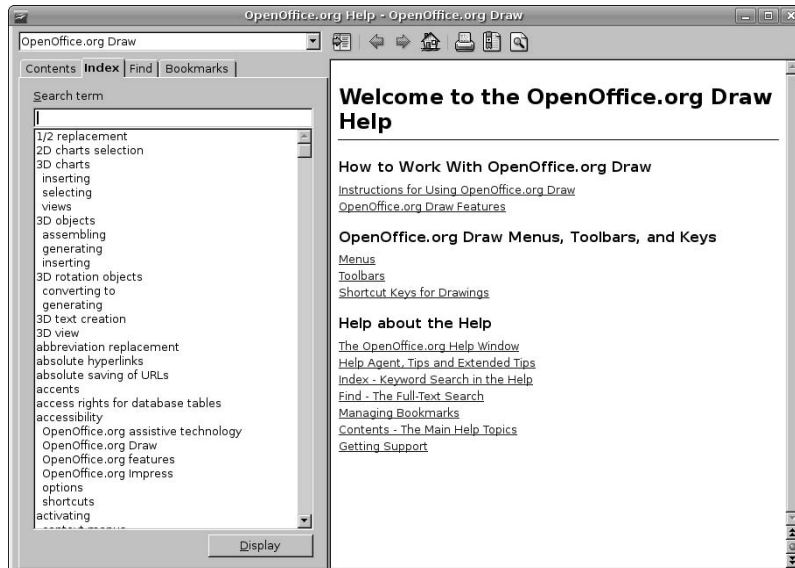 OpenOffice.org Help - OpenOffice.org Draw
OpenOffice.org Draw
Contents Index Find Bookmarks
Search term
1/2 replacement
2D charts selection
3D charts
inserting
selecting
views
3D objects
assembling
generating
inserting
3D rotation objects
converting to
generating
3D text creation
3D view
abbreviation replacement
absolute hyperlinks
absolute saving of URLs
accents
access rights for database tables
accessibility
OpenOffice.org assistive technology
OpenOffice.org Draw
OpenOffice.org features
OpenOffice.org Impress
options
shortcuts
activating
Display
Welcome to the OpenOffice.org Draw
Help
How to Work With OpenOffice.org Draw
Instructions for Using OpenOffice.org Draw
OpenOffice.org Draw Features
OpenOffice.org Draw Menus, Toolbars, and Keys
Menus
Toolbars
Shortcut Keys for Drawings
Help about the Help
The OpenOffice.org Help Window
Help Agent, Tips and Extended Tips
Index - Keyword Search in the Help
Find - The Full-Text Search
Managing Bookmarks
Contents - The Main Help Topics
Getting Support